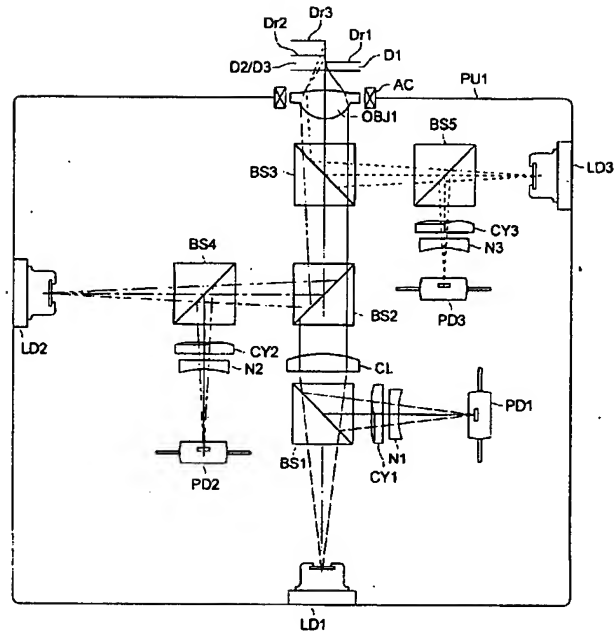 Dr3
Dr2
Dr1
D2/D3
D1
AC
PU1
OBJ1
BS5
BS3
LD3
CY3
N3
BS4
PD3
BS2
LD2
CY2
CL
N2
PD1
BS1
N1
CY1
PD2
LD1